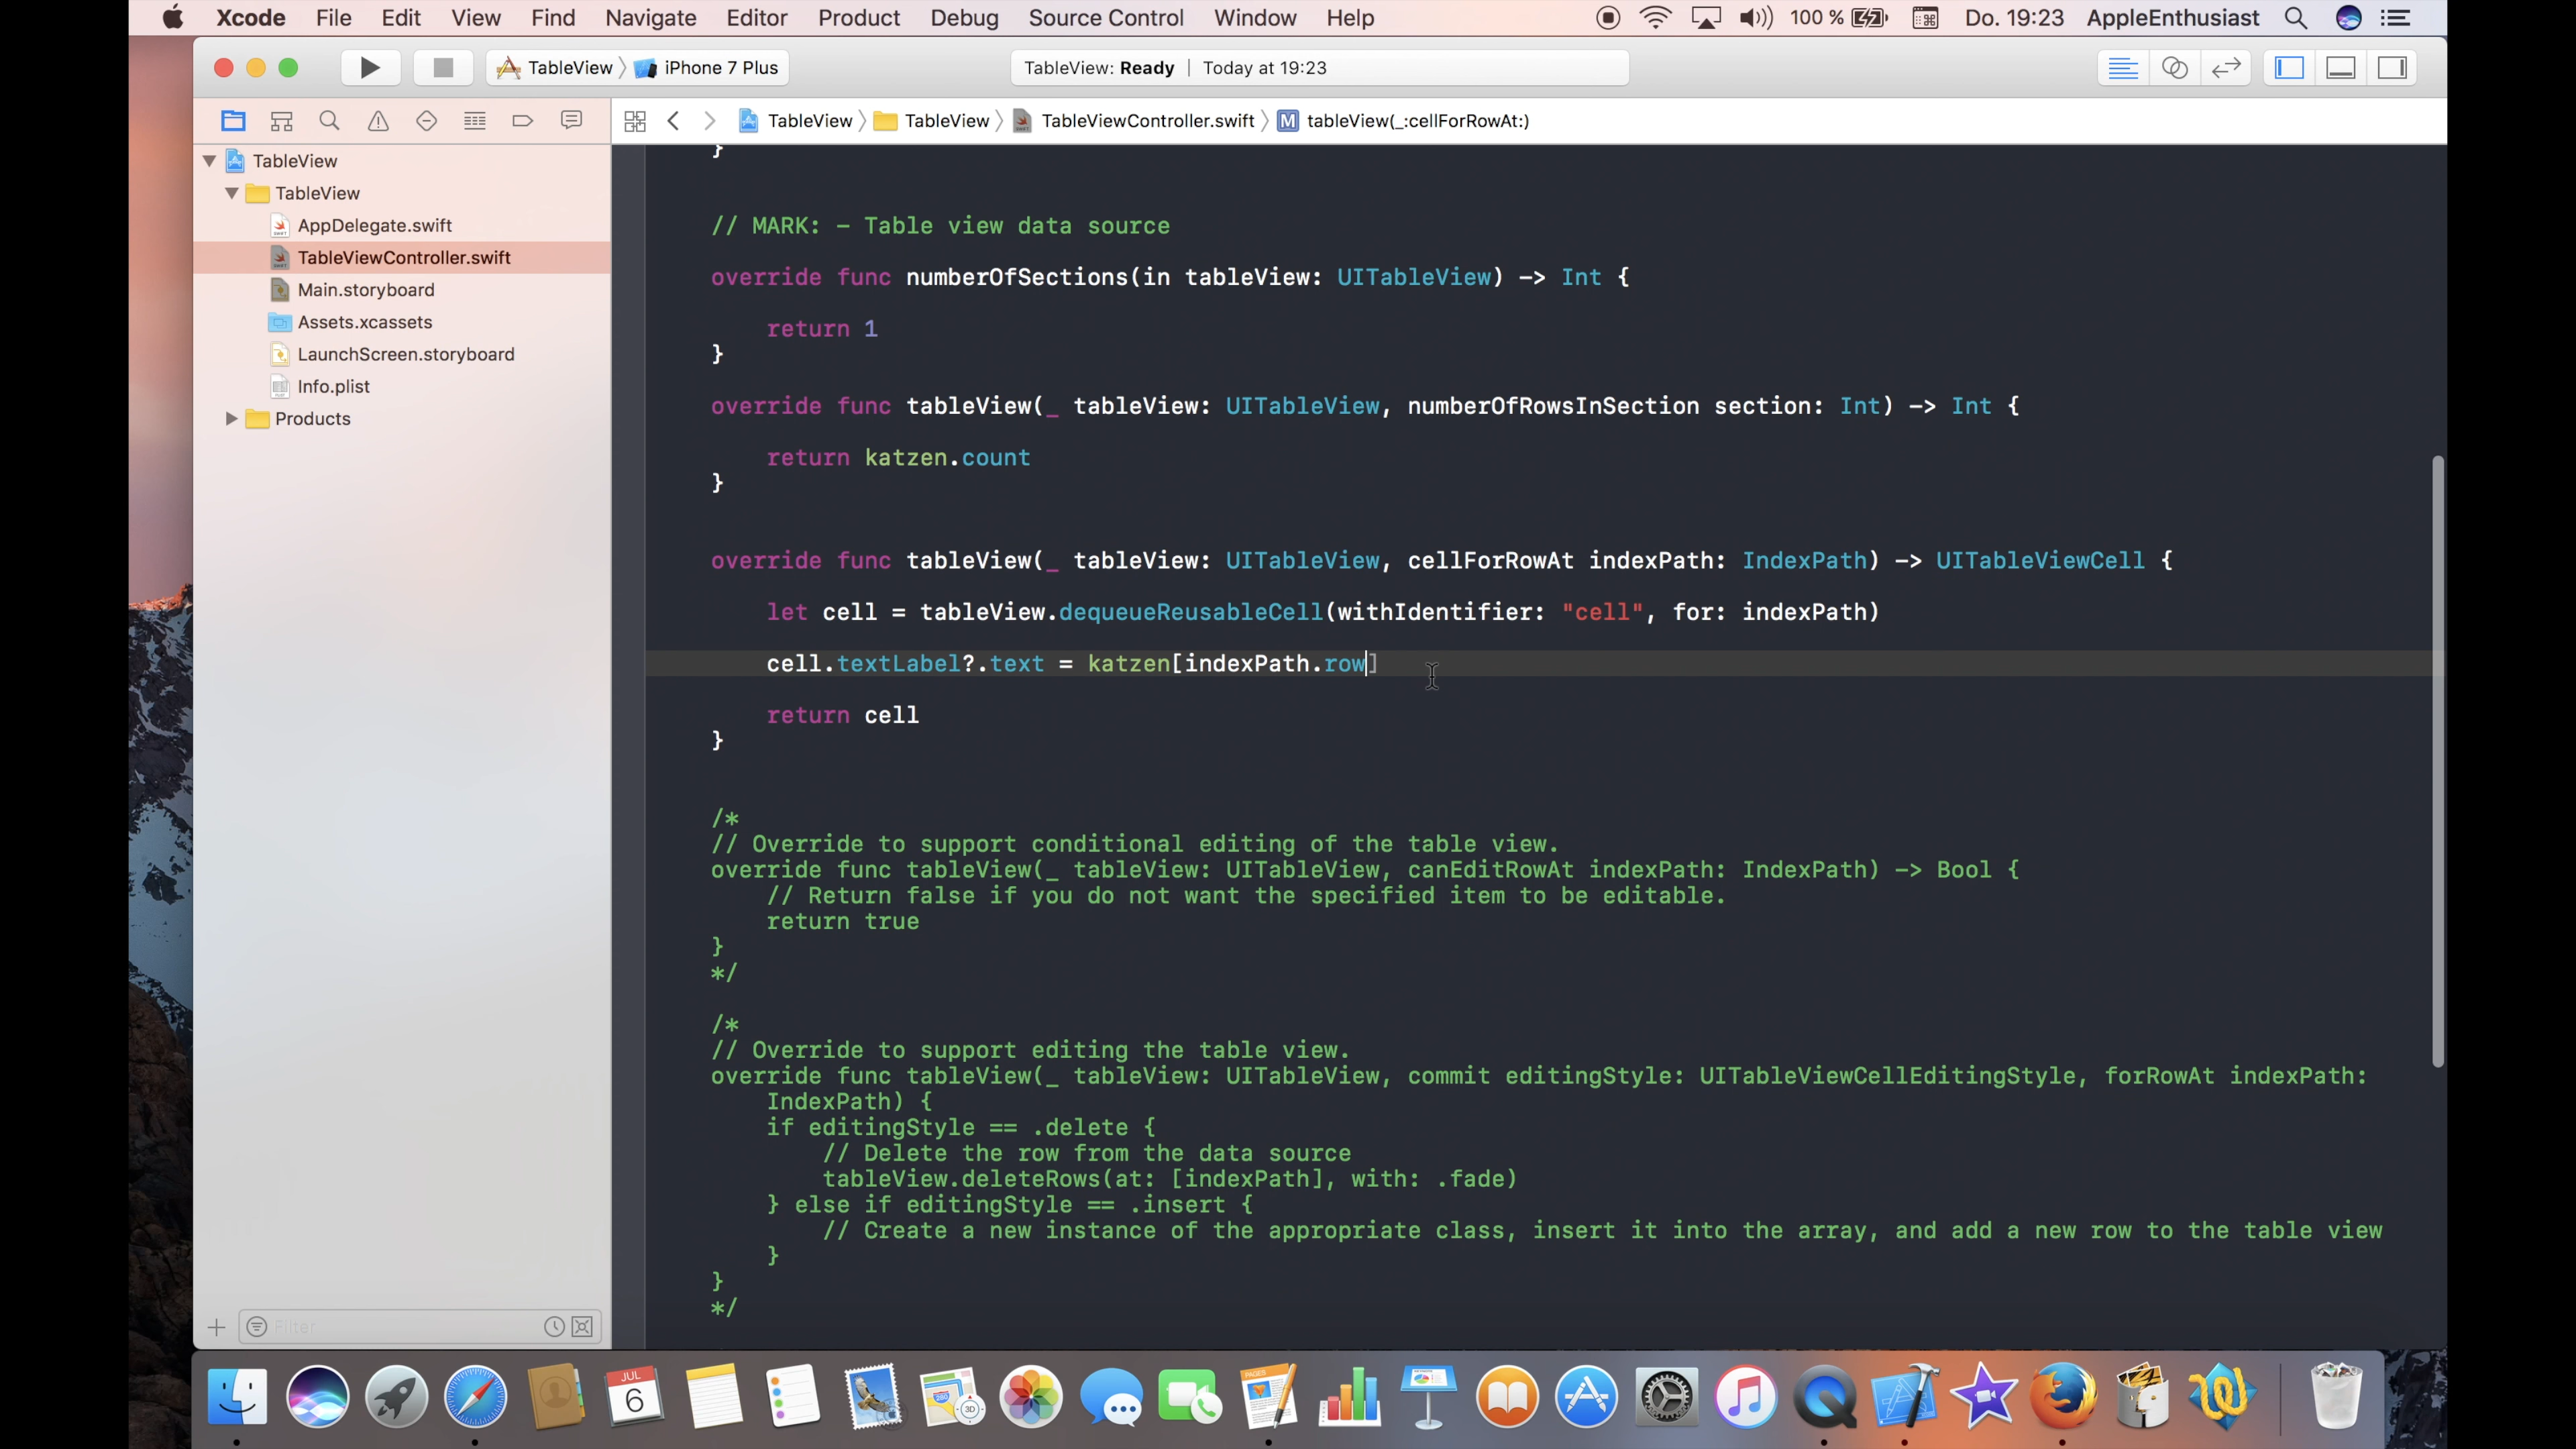 Xcode File Edit View Find Navigate Editor Product Debug Source Control Window Help 100 % Do. 19:23 AppleEnthusiast
TableView iPhone 7 Plus TableView: Ready | Today at 19:23
TableView TableView TableViewController.swift M tableView(_:cellForRowAt:)
TableView
TableView
AppDelegate.swift
TableViewController.swift
Main.storyboard
Assets.xcassets
LaunchScreen.storyboard
Info.plist
Products
Filter
}
// MARK: - Table view data source
override func numberOfSections(in tableView: UITableView) -> Int {
return 1
}
override func tableView(_ tableView: UITableView, numberOfRowsInSection section: Int) -> Int {
return katzen.count
}
override func tableView(_ tableView: UITableView, cellForRowAt indexPath: IndexPath) -> UITableViewCell {
let cell = tableView.dequeueReusableCell(withIdentifier: "cell", for: indexPath)
cell.textLabel?.text = katzen[indexPath.row]
return cell
}
/*
// Override to support conditional editing of the table view.
override func tableView(_ tableView: UITableView, canEditRowAt indexPath: IndexPath) -> Bool {
// Return false if you do not want the specified item to be editable.
return true
}
*/
/*
// Override to support editing the table view.
override func tableView(_ tableView: UITableView, commit editingStyle: UITableViewCellEditingStyle, forRowAt indexPath:
IndexPath) {
if editingStyle == .delete {
// Delete the row from the data source
tableView.deleteRows(at: [indexPath], with: .fade)
} else if editingStyle == .insert {
// Create a new instance of the appropriate class, insert it into the array, and add a new row to the table view
}
}
*/
JUL
6
3D
PAGES